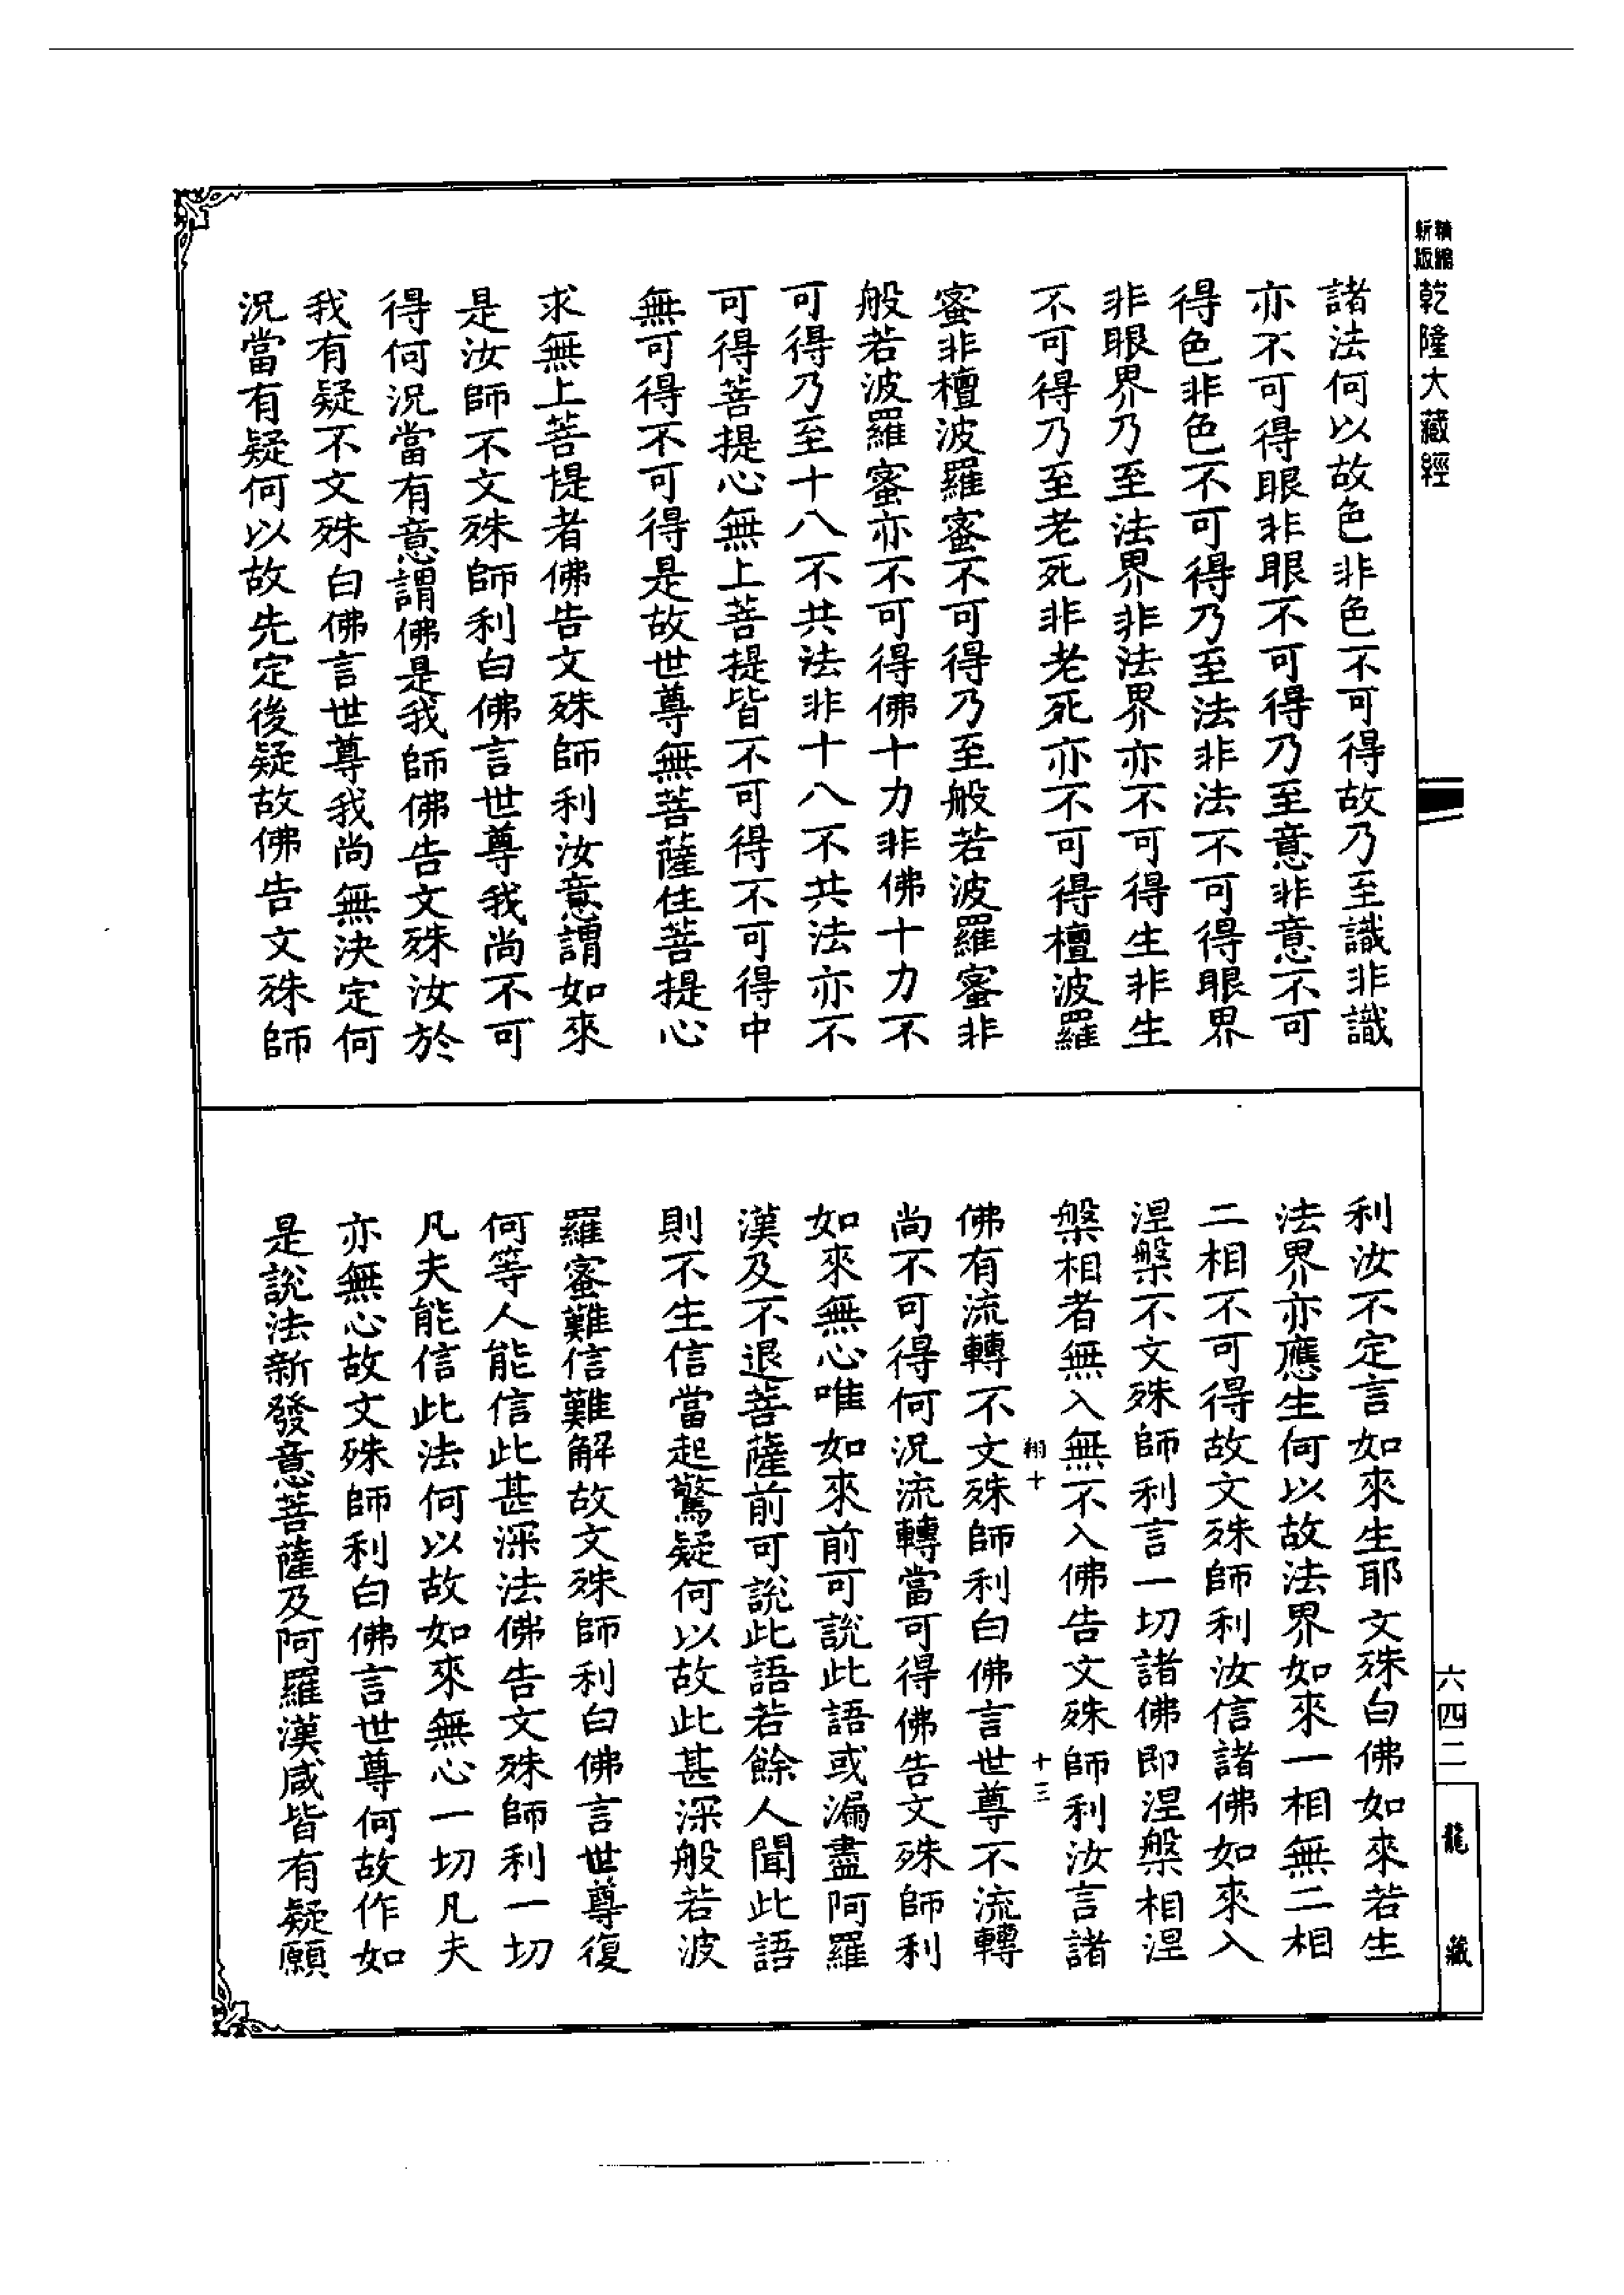 精縮
新版
乾隆大藏經
諸法何以故色非色不可得故乃至識非識
亦不可得眼非眼不可得乃至意非意不可
得色非色不可得乃至法非法不可得眼界
非眼界乃至法界非法界亦不可得生非生
不可得乃至老死非老死亦不可得檀波羅
蜜非檀波羅蜜不可得乃至般若波羅蜜非
般若波羅蜜亦不可得佛十力非佛十力不
可得乃至十八不共法非十八不共法亦不
可得菩提心無上菩提皆不可得不可得中
無可得不可得是故世尊無菩薩住菩提心
求無上菩提者佛告文殊師利汝意謂如來
是汝師不文殊師利白佛言世尊我尚不可
得何況當有意謂佛是我師佛告文殊汝於
我有疑不文殊白佛言世尊我尚無決定何
況當有疑何以故先定後疑故佛告文殊師
利汝不定言如來生耶文殊白佛如來若生
法界亦應生何以故法界如來一相無二相
二相不可得故文殊師利汝信諸佛如來入
涅槃不文殊師利言一切諸佛即涅槃相涅
槃相者無入無不入佛告文殊師利汝言諸
翔十
十三
佛有流轉不文殊師利白佛言世尊不流轉
尚不可得何況流轉當可得佛告文殊師利
如來無心唯如來前可說此語或漏盡阿羅
漢及不退菩薩前可說此語若餘人聞此語
則不生信當起驚疑何以故此甚深般若波
羅蜜難信難解故文殊師利白佛言世尊復
何等人能信此甚深法佛告文殊師利一切
凡夫能信此法何以故如來無心一切凡夫
亦無心故文殊師利白佛言世尊何故作如
是說法新發意菩薩及阿羅漢咸皆有疑願
六四二
龍藏